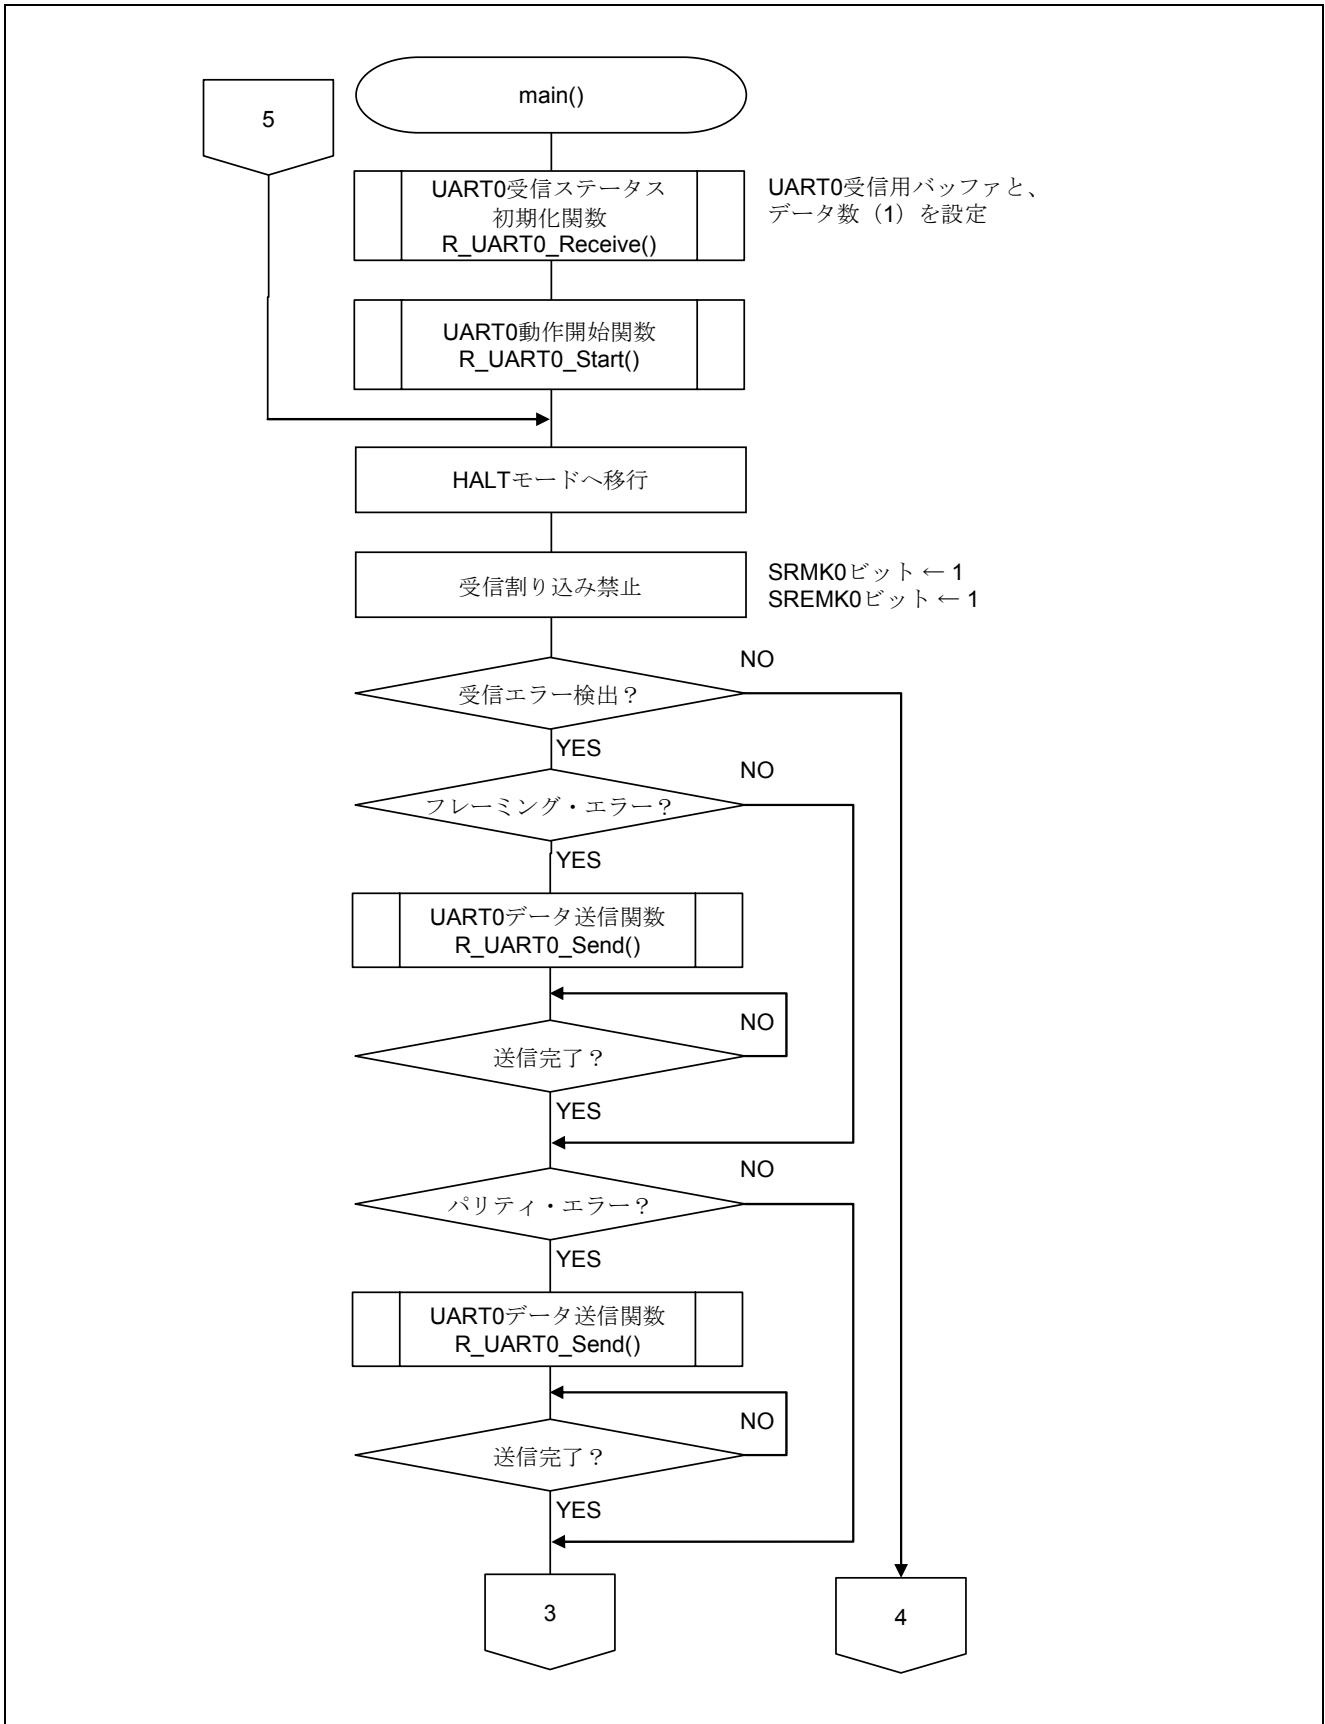 main()
5
UART0受信ステータス
初期化関数
R_UART0_Receive()
UART0受信用バッファと、
データ数（1）を設定
UART0動作開始関数
R_UART0_Start()
HALTモードへ移行
受信割り込み禁止
SRMK0ビット ← 1
SREMK0ビット ← 1
NO
受信エラー検出？
YES
NO
フレーミング・エラー？
YES
UART0データ送信関数
R_UART0_Send()
NO
送信完了？
YES
NO
パリティ・エラー？
YES
UART0データ送信関数
R_UART0_Send()
NO
送信完了？
YES
3
4